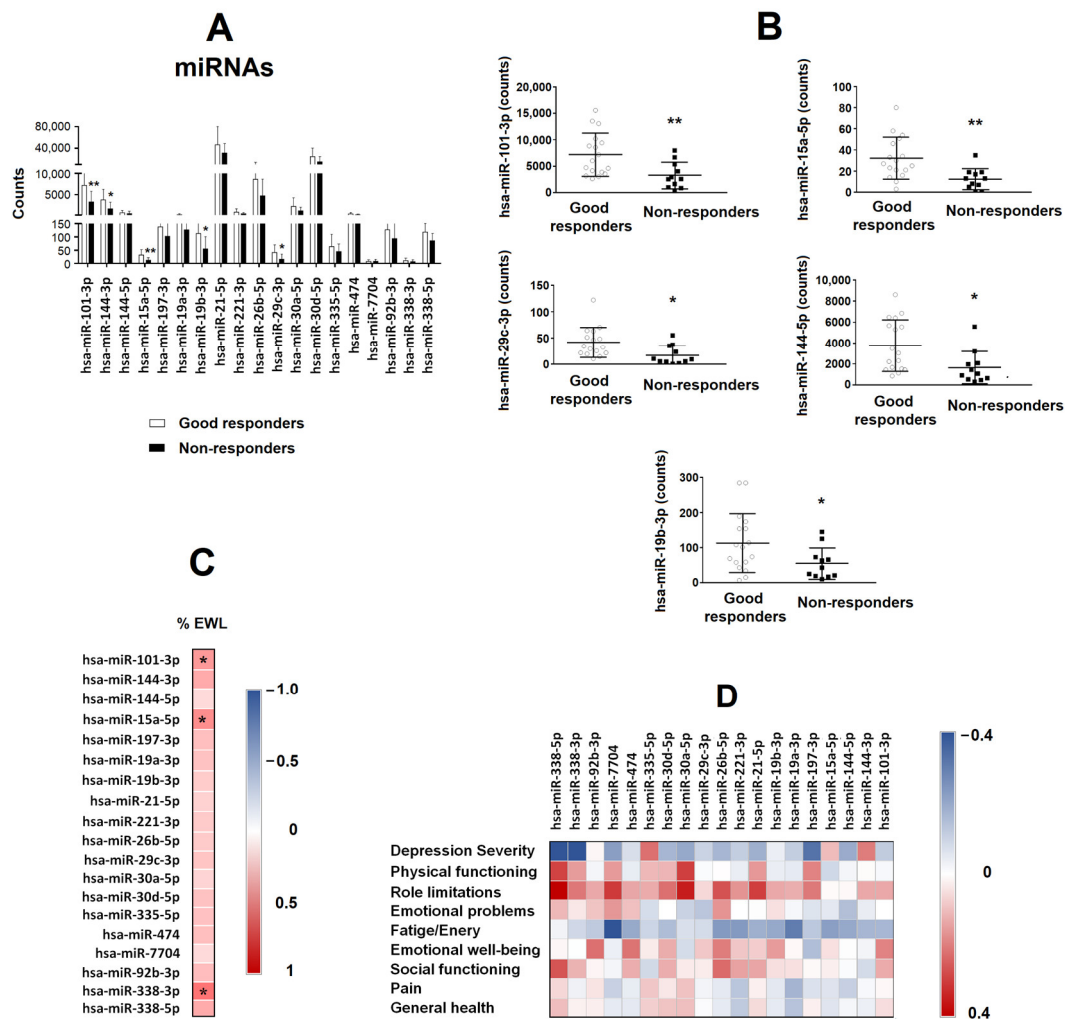 A
miRNAs
Counts
80,000
40,000
10,000
5000
150
100
50
0
** * ** * *
hsa-miR-101-3p
hsa-miR-144-3p
hsa-miR-144-5p
hsa-miR-15a-5p
hsa-miR-197-3p
hsa-miR-19a-3p
hsa-miR-19b-3p
hsa-miR-21-5p
hsa-miR-221-3p
hsa-miR-26b-5p
hsa-miR-29c-3p
hsa-miR-30a-5p
hsa-miR-30d-5p
hsa-miR-335-5p
hsa-miR-474
hsa-miR-7704
hsa-miR-92b-3p
hsa-miR-338-3p
hsa-miR-338-5p
Good responders
Non-responders
B
hsa-miR-101-3p (counts)
20,000
15,000
10,000
5000
0
**
Good
responders
Non-responders
hsa-miR-15a-5p (counts)
100
80
60
40
20
0
**
Good
responders
Non-responders
hsa-miR-29c-3p (counts)
150
100
50
0
*
Good
responders
Non-responders
hsa-miR-144-5p (counts)
10,000
8000
6000
4000
2000
0
*
Good
responders
Non-responders
hsa-miR-19b-3p (counts)
300
200
100
0
*
Good
responders
Non-responders
C
% EWL
hsa-miR-101-3p *
hsa-miR-144-3p
hsa-miR-144-5p
hsa-miR-15a-5p *
hsa-miR-197-3p
hsa-miR-19a-3p
hsa-miR-19b-3p
hsa-miR-21-5p
hsa-miR-221-3p
hsa-miR-26b-5p
hsa-miR-29c-3p
hsa-miR-30a-5p
hsa-miR-30d-5p
hsa-miR-335-5p
hsa-miR-474
hsa-miR-7704
hsa-miR-92b-3p
hsa-miR-338-3p *
hsa-miR-338-5p
−1.0
−0.5
0
0.5
1
D
hsa-miR-338-5p
hsa-miR-338-3p
hsa-miR-92b-3p
hsa-miR-7704
hsa-miR-474
hsa-miR-335-5p
hsa-miR-30d-5p
hsa-miR-30a-5p
hsa-miR-29c-3p
hsa-miR-26b-5p
hsa-miR-221-3p
hsa-miR-21-5p
hsa-miR-19b-3p
hsa-miR-19a-3p
hsa-miR-197-3p
hsa-miR-15a-5p
hsa-miR-144-5p
hsa-miR-144-3p
hsa-miR-101-3p
Depression Severity
Physical functioning
Role limitations
Emotional problems
Fatige/Enery
Emotional well-being
Social functioning
Pain
General health
−0.4
0
0.4